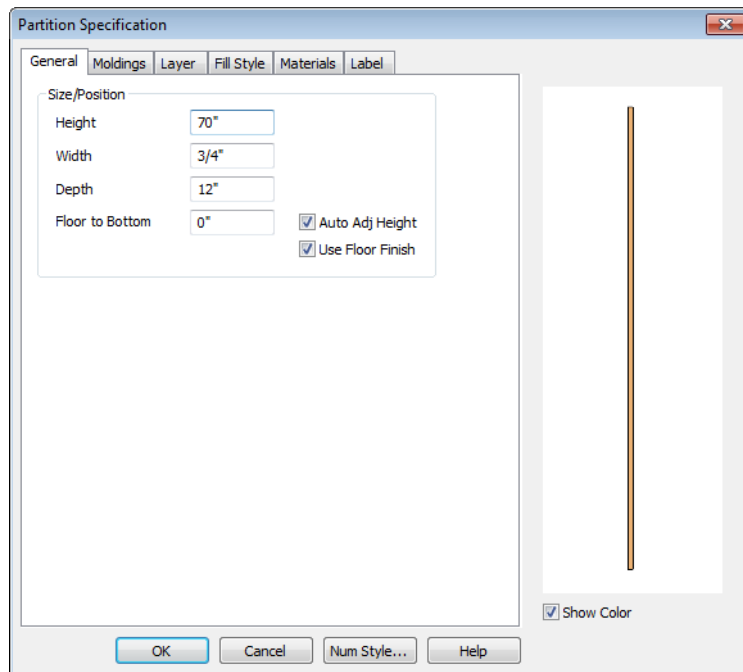 Partition Specification
General Moldings Layer Fill Style Materials Label
Size/Position
Height 70"
Width 3/4"
Depth 12"
Floor to Bottom 0" Auto Adj Height
Use Floor Finish
Show Color
OK Cancel Num Style... Help